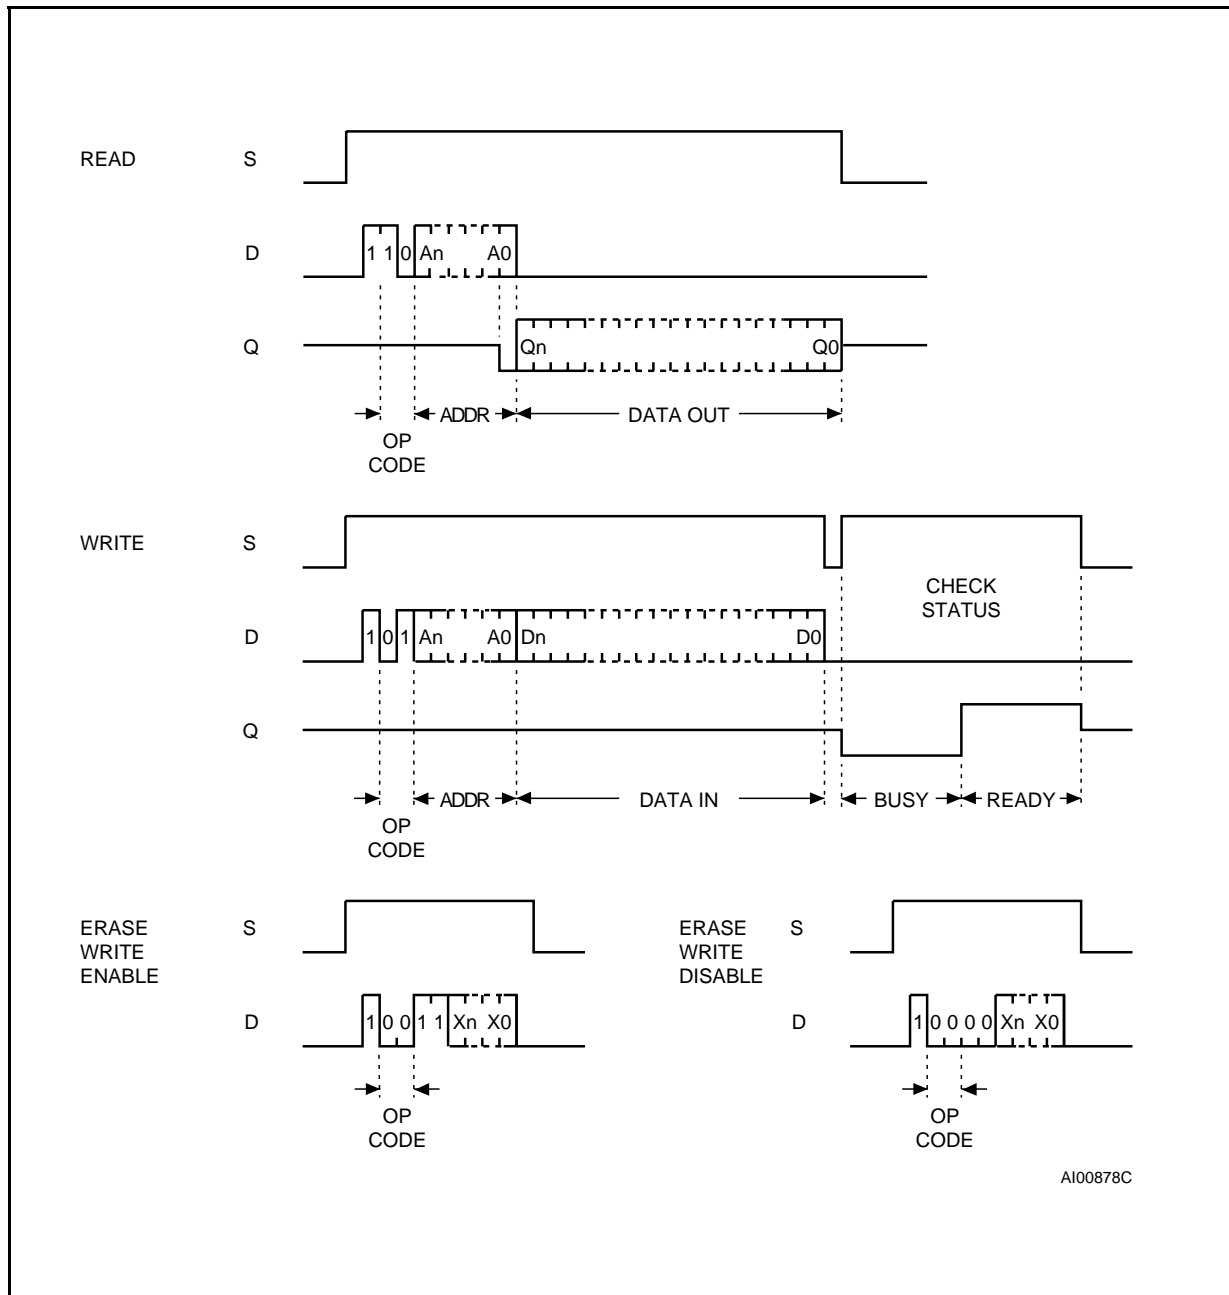 READ S
D 1 1 0 An A0
Q Qn Q0
ADDR DATA OUT
OP
CODE
WRITE S
CHECK
STATUS
D 1 0 1 An A0 Dn D0
Q
ADDR DATA IN BUSY READY
OP
CODE
ERASE
WRITE
ENABLE
S
D 1 0 0 1 1 Xn X0
OP
CODE
ERASE
WRITE
DISABLE
S
D 1 0 0 0 0 Xn X0
OP
CODE
AI00878C